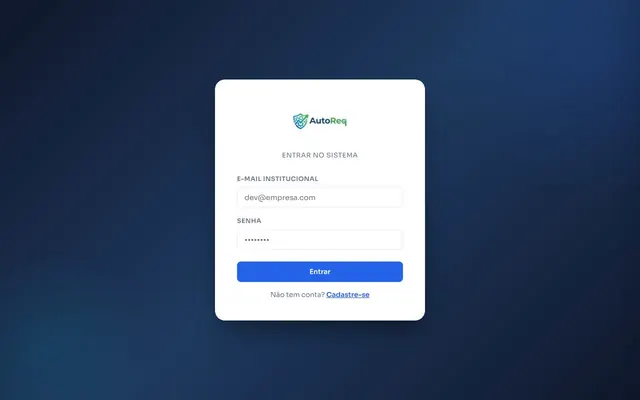 AutoReq
ENTRAR NO SISTEMA
E-MAIL INSTITUCIONAL
dev@empresa.com
SENHA
••••••••
Entrar
Não tem conta? Cadastre-se